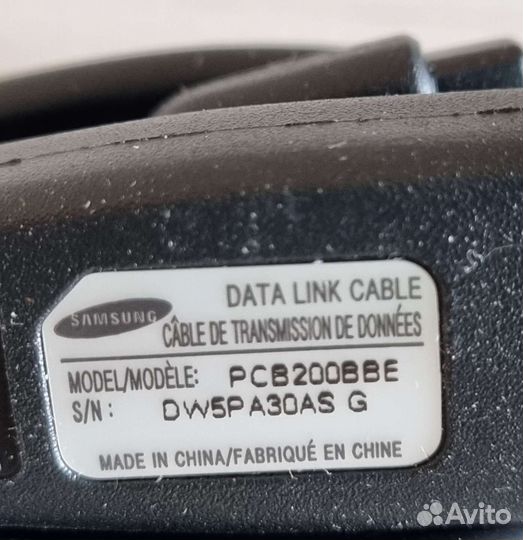 SAMSUNG
DATA LINK CABLE
CÂBLE DE TRANSMISSION DE DONNÉES
MODEL/MODÈLE: PCB200BBE
S/N : DW5PA30AS G
MADE IN CHINA/FABRIQUÉ EN CHINE
Avito